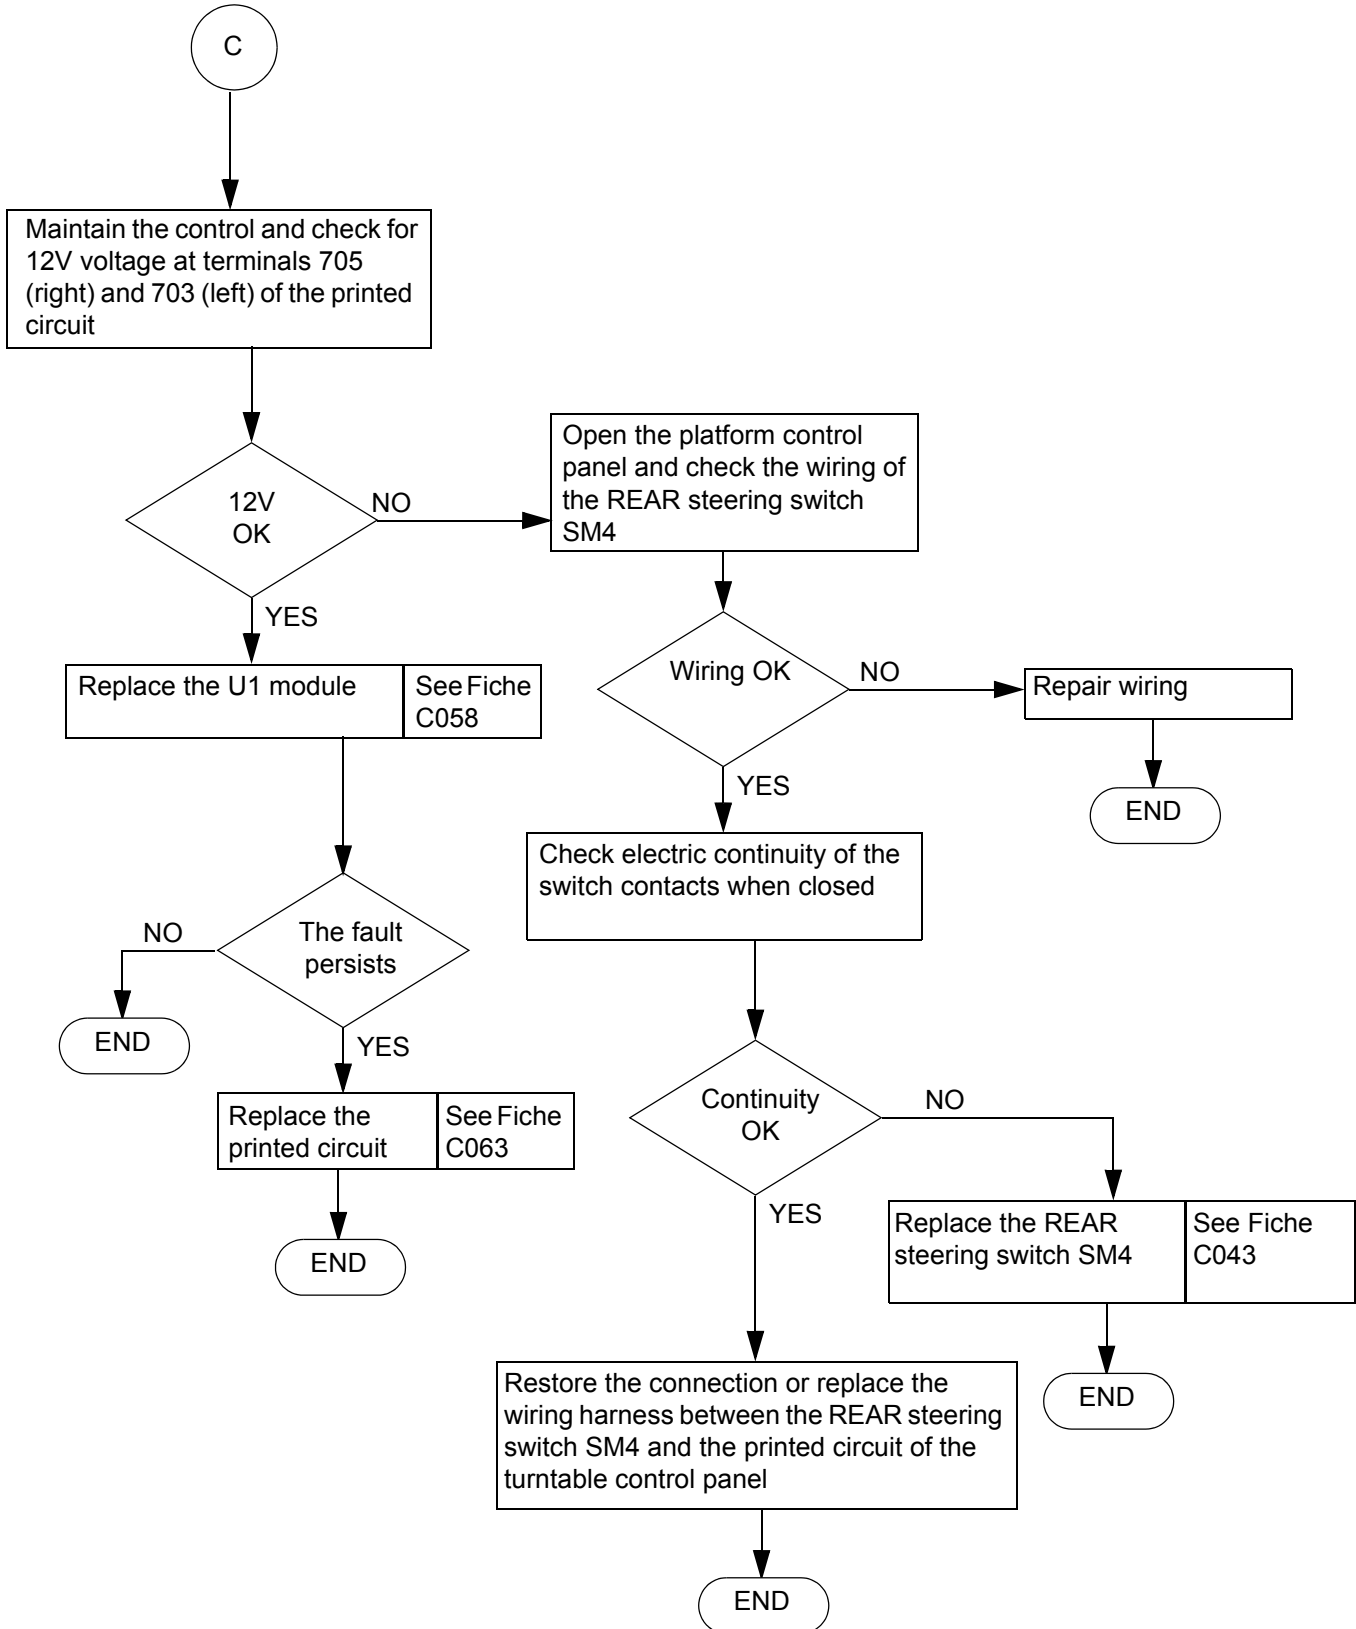 C
Maintain the control and check for
12V voltage at terminals 705
(right) and 703 (left) of the printed
circuit
12V
OK
NO
YES
Open the platform control
panel and check the wiring of
the REAR steering switch
SM4
Replace the U1 module
See Fiche
C058
Wiring OK
NO
Repair wiring
END
YES
Check electric continuity of the
switch contacts when closed
The fault
persists
NO
END
YES
Replace the
printed circuit
See Fiche
C063
END
Continuity
OK
NO
YES
Replace the REAR
steering switch SM4
See Fiche
C043
END
Restore the connection or replace the
wiring harness between the REAR steering
switch SM4 and the printed circuit of the
turntable control panel
END